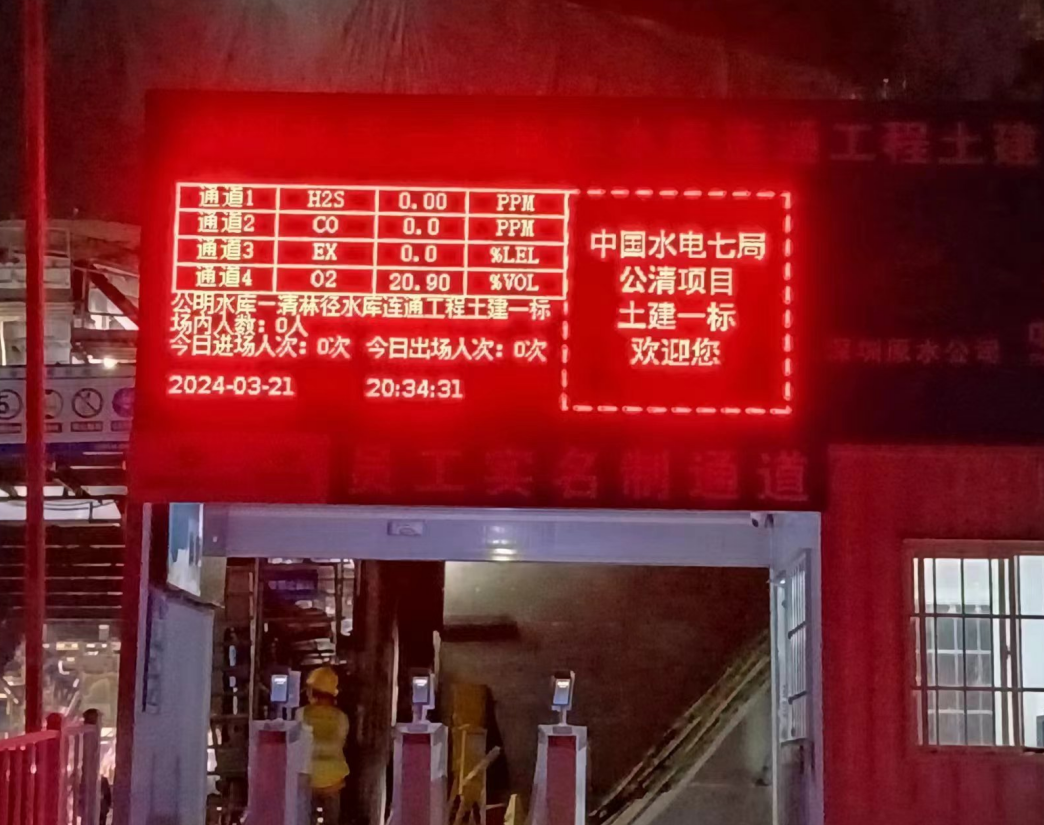 工程土建
通道1 H2S 0.00 PPM
通道2 CO 0.0 PPM
通道3 EX 0.0 %LEL
通道4 O2 20.90 %VOL
公明水库—清林径水库连通工程土建一标
场内人数：0人
今日进场人次：0次 今日出场人次：0次
2024-03-21 20:34:31
中国水电七局
公清项目
土建一标
欢迎您
深圳原水公司
员工实名制通道